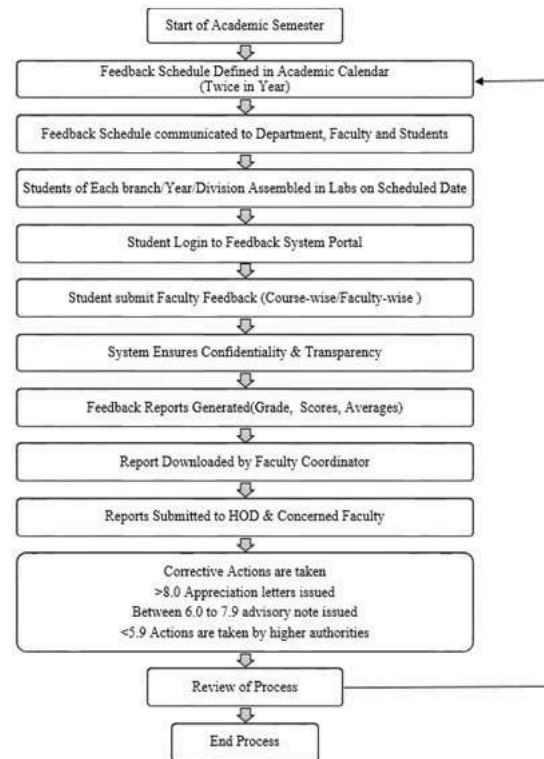 Start of Academic Semester
Feedback Schedule Defined in Academic Calendar
(Twice in Year)
Feedback Schedule communicated to Department, Faculty and Students
Students of Each branch/Year/Division Assembled in Labs on Scheduled Date
Student Login to Feedback System Portal
Student submit Faculty Feedback (Course-wise/Faculty-wise )
System Ensures Confidentiality & Transparency
Feedback Reports Generated(Grade, Scores, Averages)
Report Downloaded by Faculty Coordinator
Reports Submitted to HOD & Concerned Faculty
Corrective Actions are taken
>8.0 Appreciation letters issued
Between 6.0 to 7.9 advisory note issued
<5.9 Actions are taken by higher authorities
Review of Process
End Process